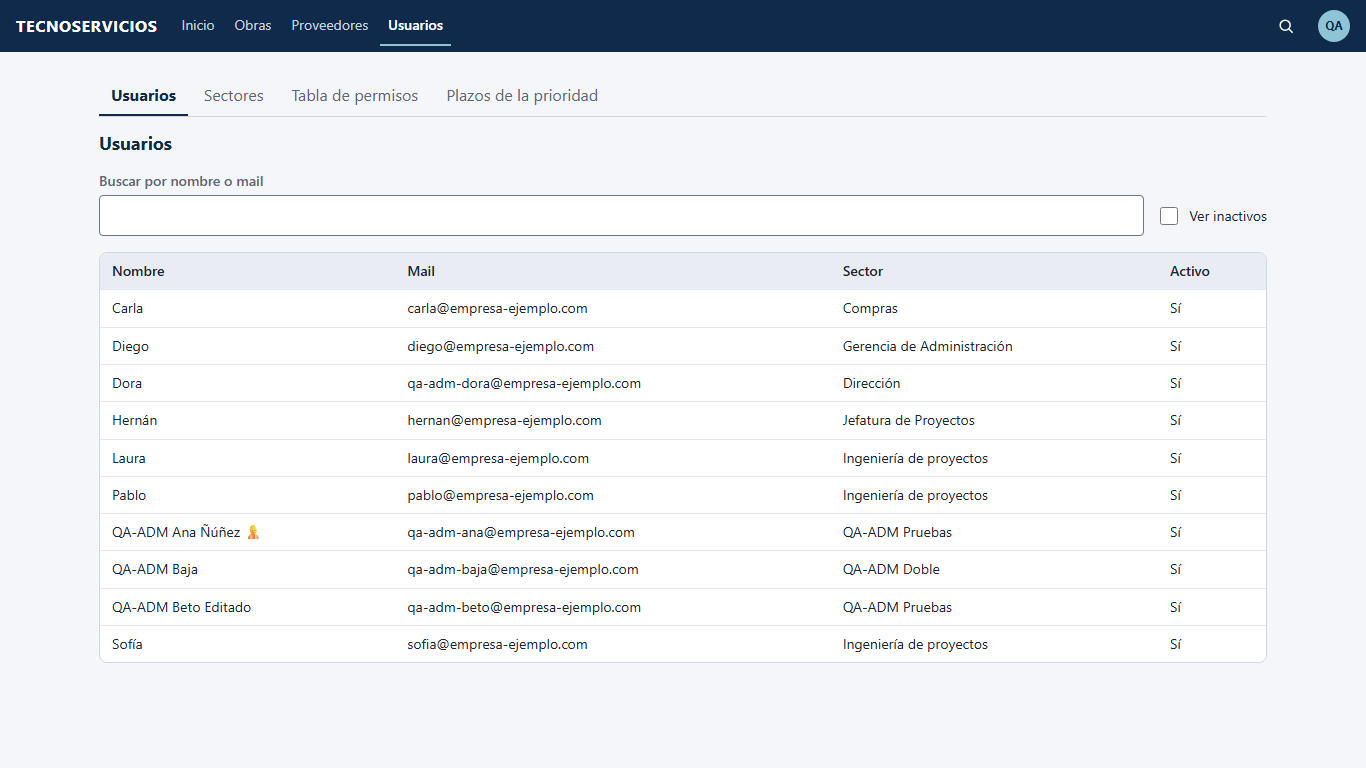 TECNOSERVICIOS Inicio Obras Proveedores Usuarios QA
Usuarios Sectores Tabla de permisos Plazos de la prioridad
Usuarios
Buscar por nombre o mail
Ver inactivos
Nombre Mail Sector Activo
Carla carla@empresa-ejemplo.com Compras Sí
Diego diego@empresa-ejemplo.com Gerencia de Administración Sí
Dora qa-adm-dora@empresa-ejemplo.com Dirección Sí
Hernán hernan@empresa-ejemplo.com Jefatura de Proyectos Sí
Laura laura@empresa-ejemplo.com Ingeniería de proyectos Sí
Pablo pablo@empresa-ejemplo.com Ingeniería de proyectos Sí
QA-ADM Ana Ñúñez qa-adm-ana@empresa-ejemplo.com QA-ADM Pruebas Sí
QA-ADM Baja qa-adm-baja@empresa-ejemplo.com QA-ADM Doble Sí
QA-ADM Beto Editado qa-adm-beto@empresa-ejemplo.com QA-ADM Pruebas Sí
Sofía sofia@empresa-ejemplo.com Ingeniería de proyectos Sí